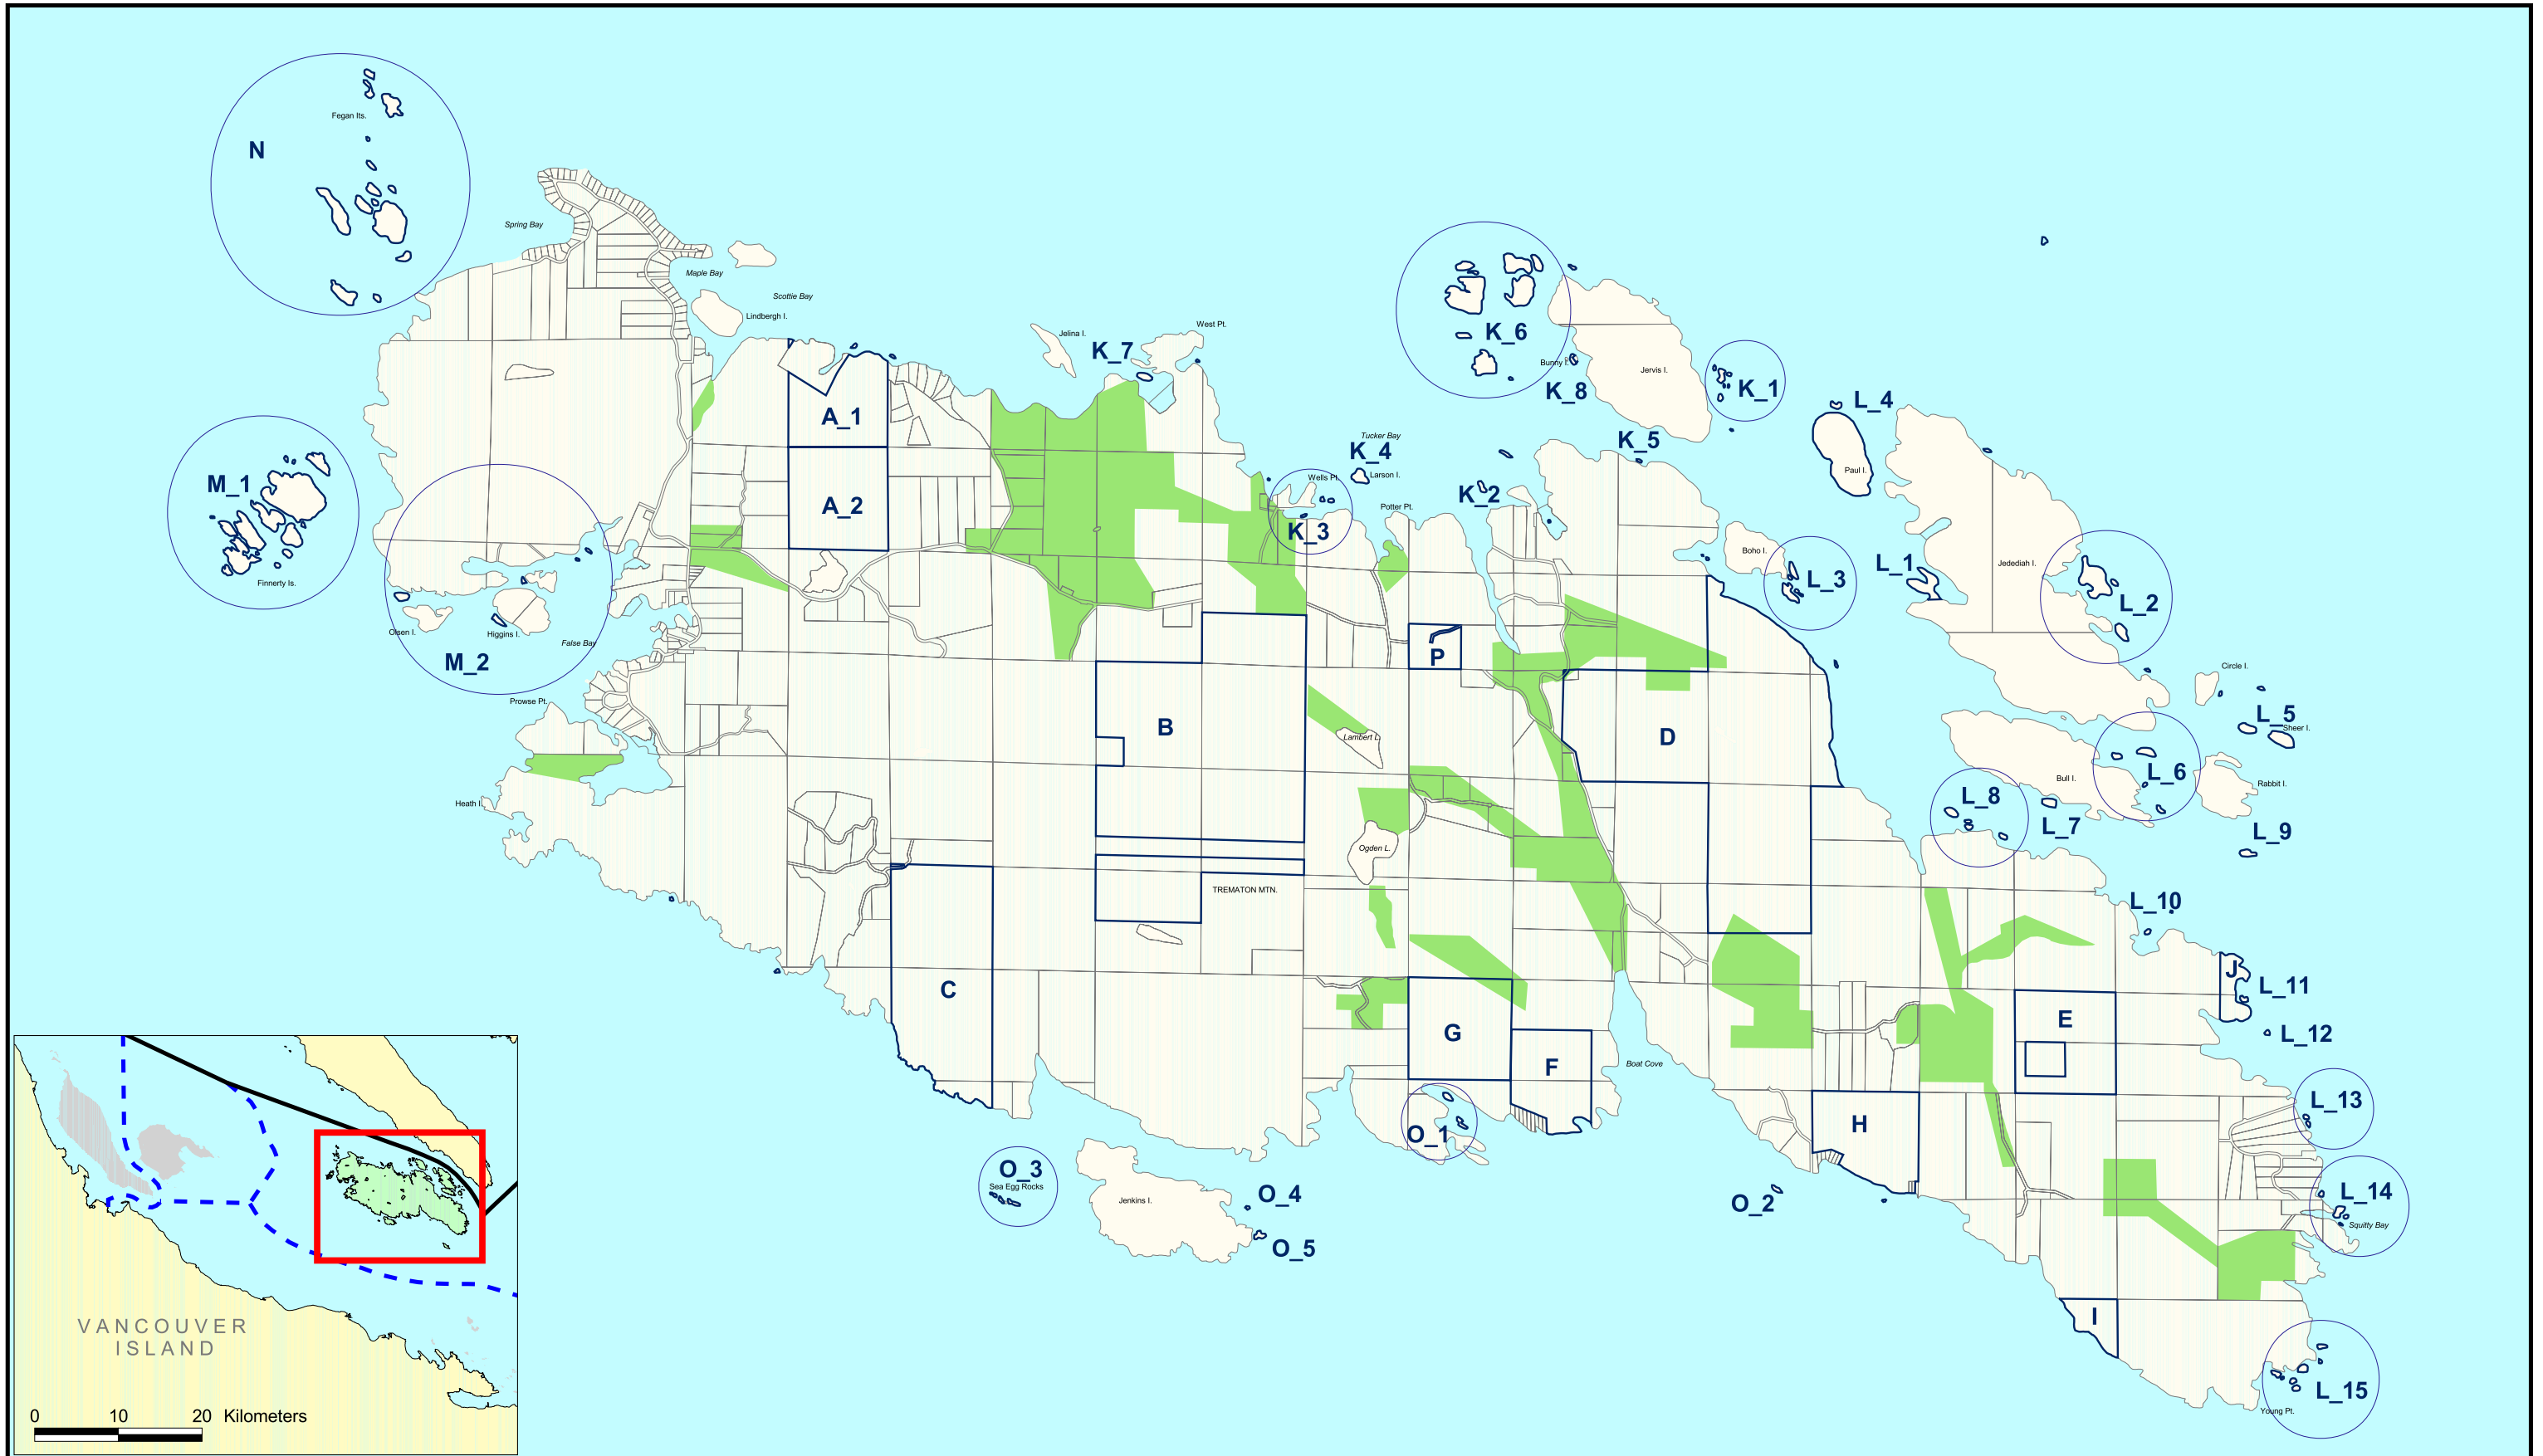 Fegan Its.
N
Spring Bay
Maple Bay
Scottie Bay
Lindbergh I.
Jelina I.
West Pt.
K_7
K_6
Bunny I.
K_8
Jervis I.
K_1
L_4
Paul I.
A_1
A_2
Tucker Bay
K_4
Larson I.
Wells Pt.
K_3
K_2
Potter Pt.
K_5
Boho I.
L_3
L_1
Jedediah I.
L_2
M_1
Finnerty Is.
Olsen I.
Higgins I.
False Bay
M_2
Prowse Pt.
Heath I.
P
B
Lambert L.
D
Circle I.
L_5
Sheer I.
L_6
Bull I.
Rabbit I.
L_8
L_7
L_9
Ogden L.
TREMATON MTN.
L_10
C
J
L_11
L_12
G
F
E
Boat Cove
H
O_1
L_13
O_3
Sea Egg Rocks
Jenkins I.
O_4
O_5
O_2
L_14
Squitty Bay
I
L_15
Young Pt.
VANCOUVER
ISLAND
0 10 20 Kilometers